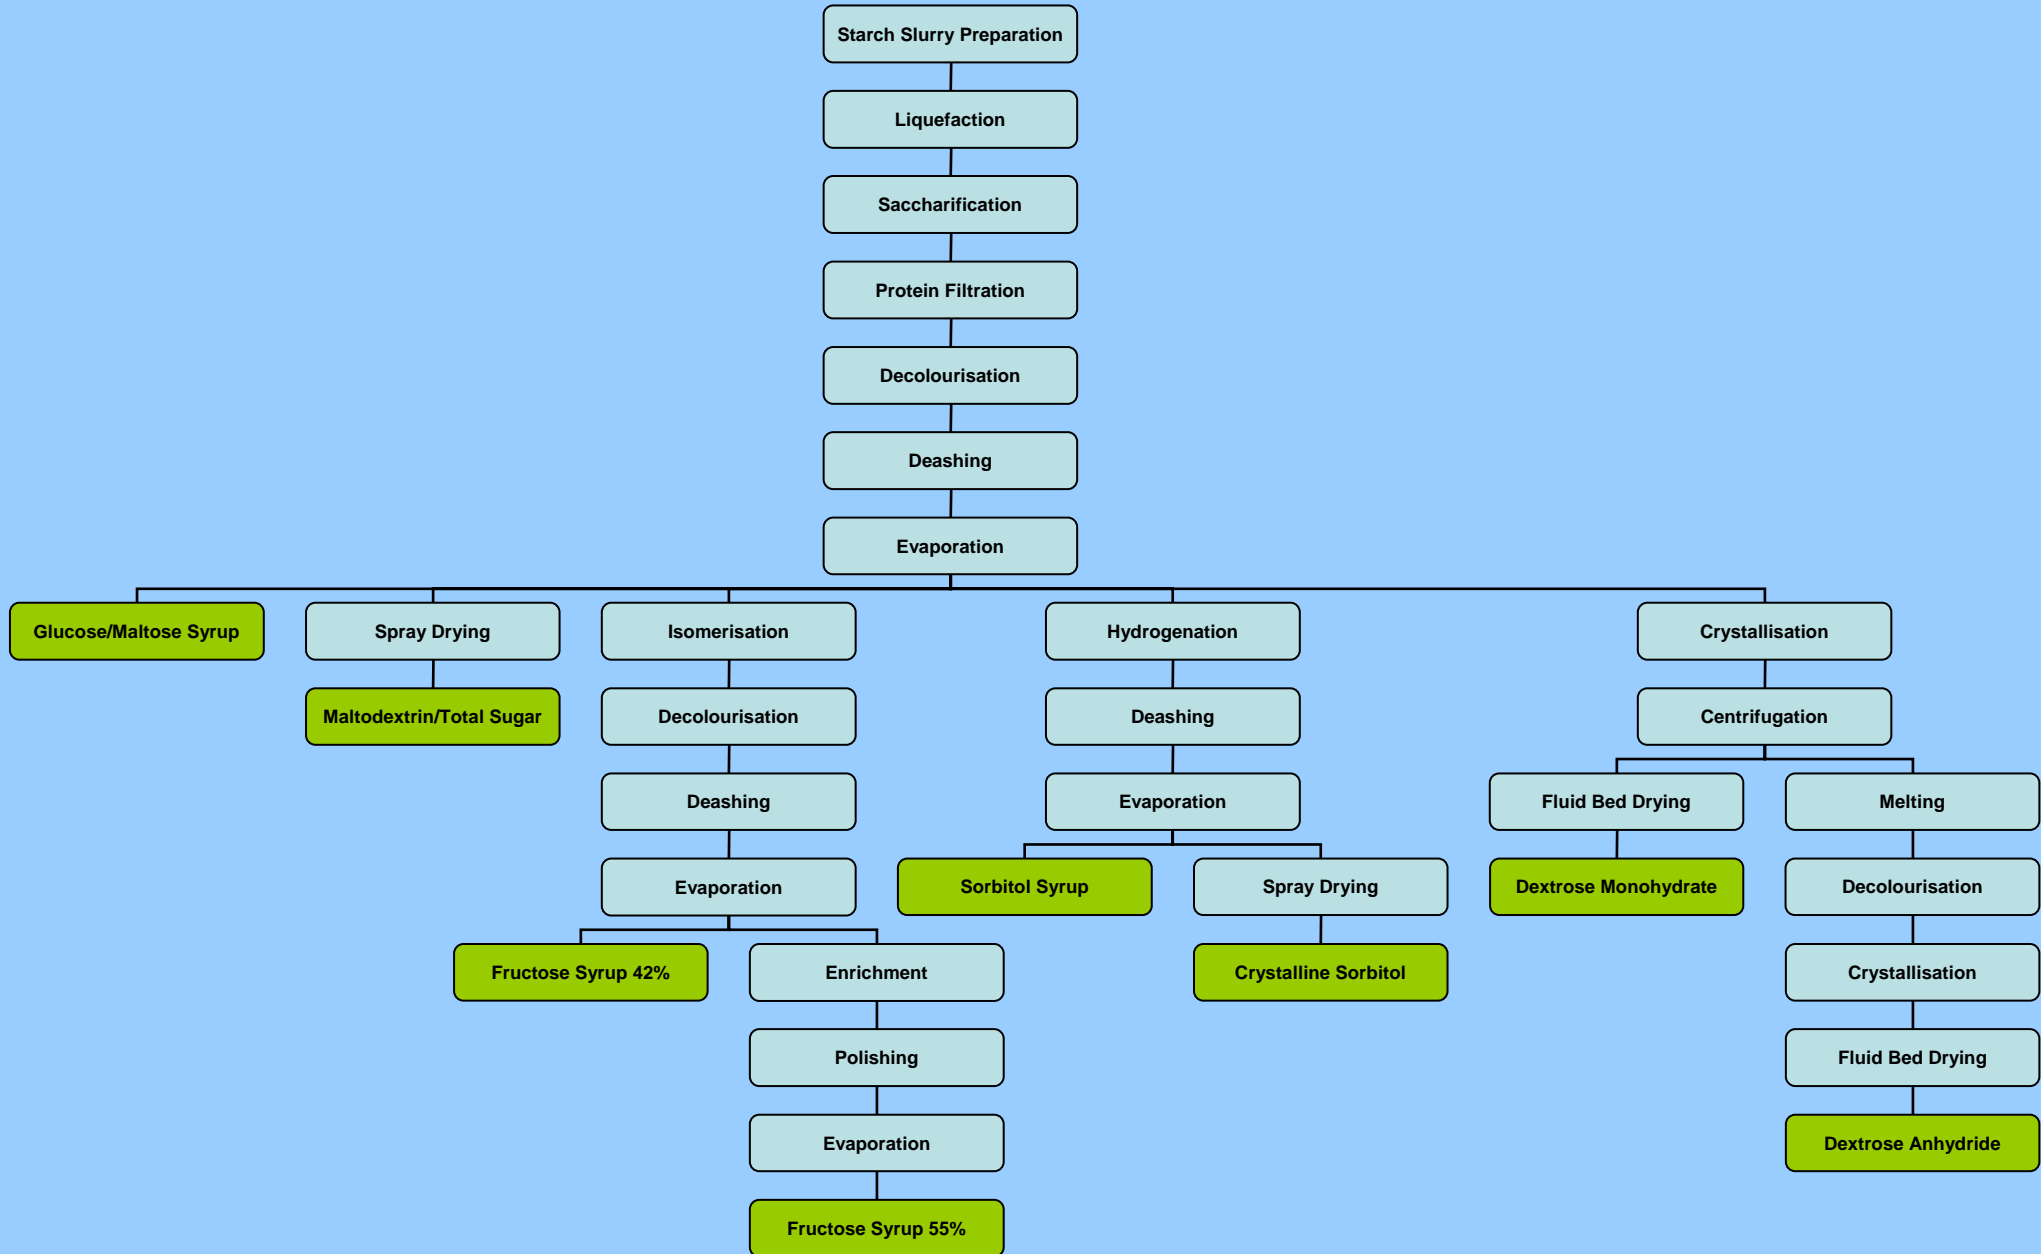 Starch Slurry Preparation
Liquefaction
Saccharification
Protein Filtration
Decolourisation
Deashing
Evaporation
Glucose/Maltose Syrup
Spray Drying
Isomerisation
Hydrogenation
Crystallisation
Maltodextrin/Total Sugar
Decolourisation
Deashing
Centrifugation
Deashing
Evaporation
Fluid Bed Drying
Melting
Evaporation
Sorbitol Syrup
Spray Drying
Dextrose Monohydrate
Decolourisation
Fructose Syrup 42%
Enrichment
Crystalline Sorbitol
Crystallisation
Polishing
Fluid Bed Drying
Evaporation
Dextrose Anhydride
Fructose Syrup 55%